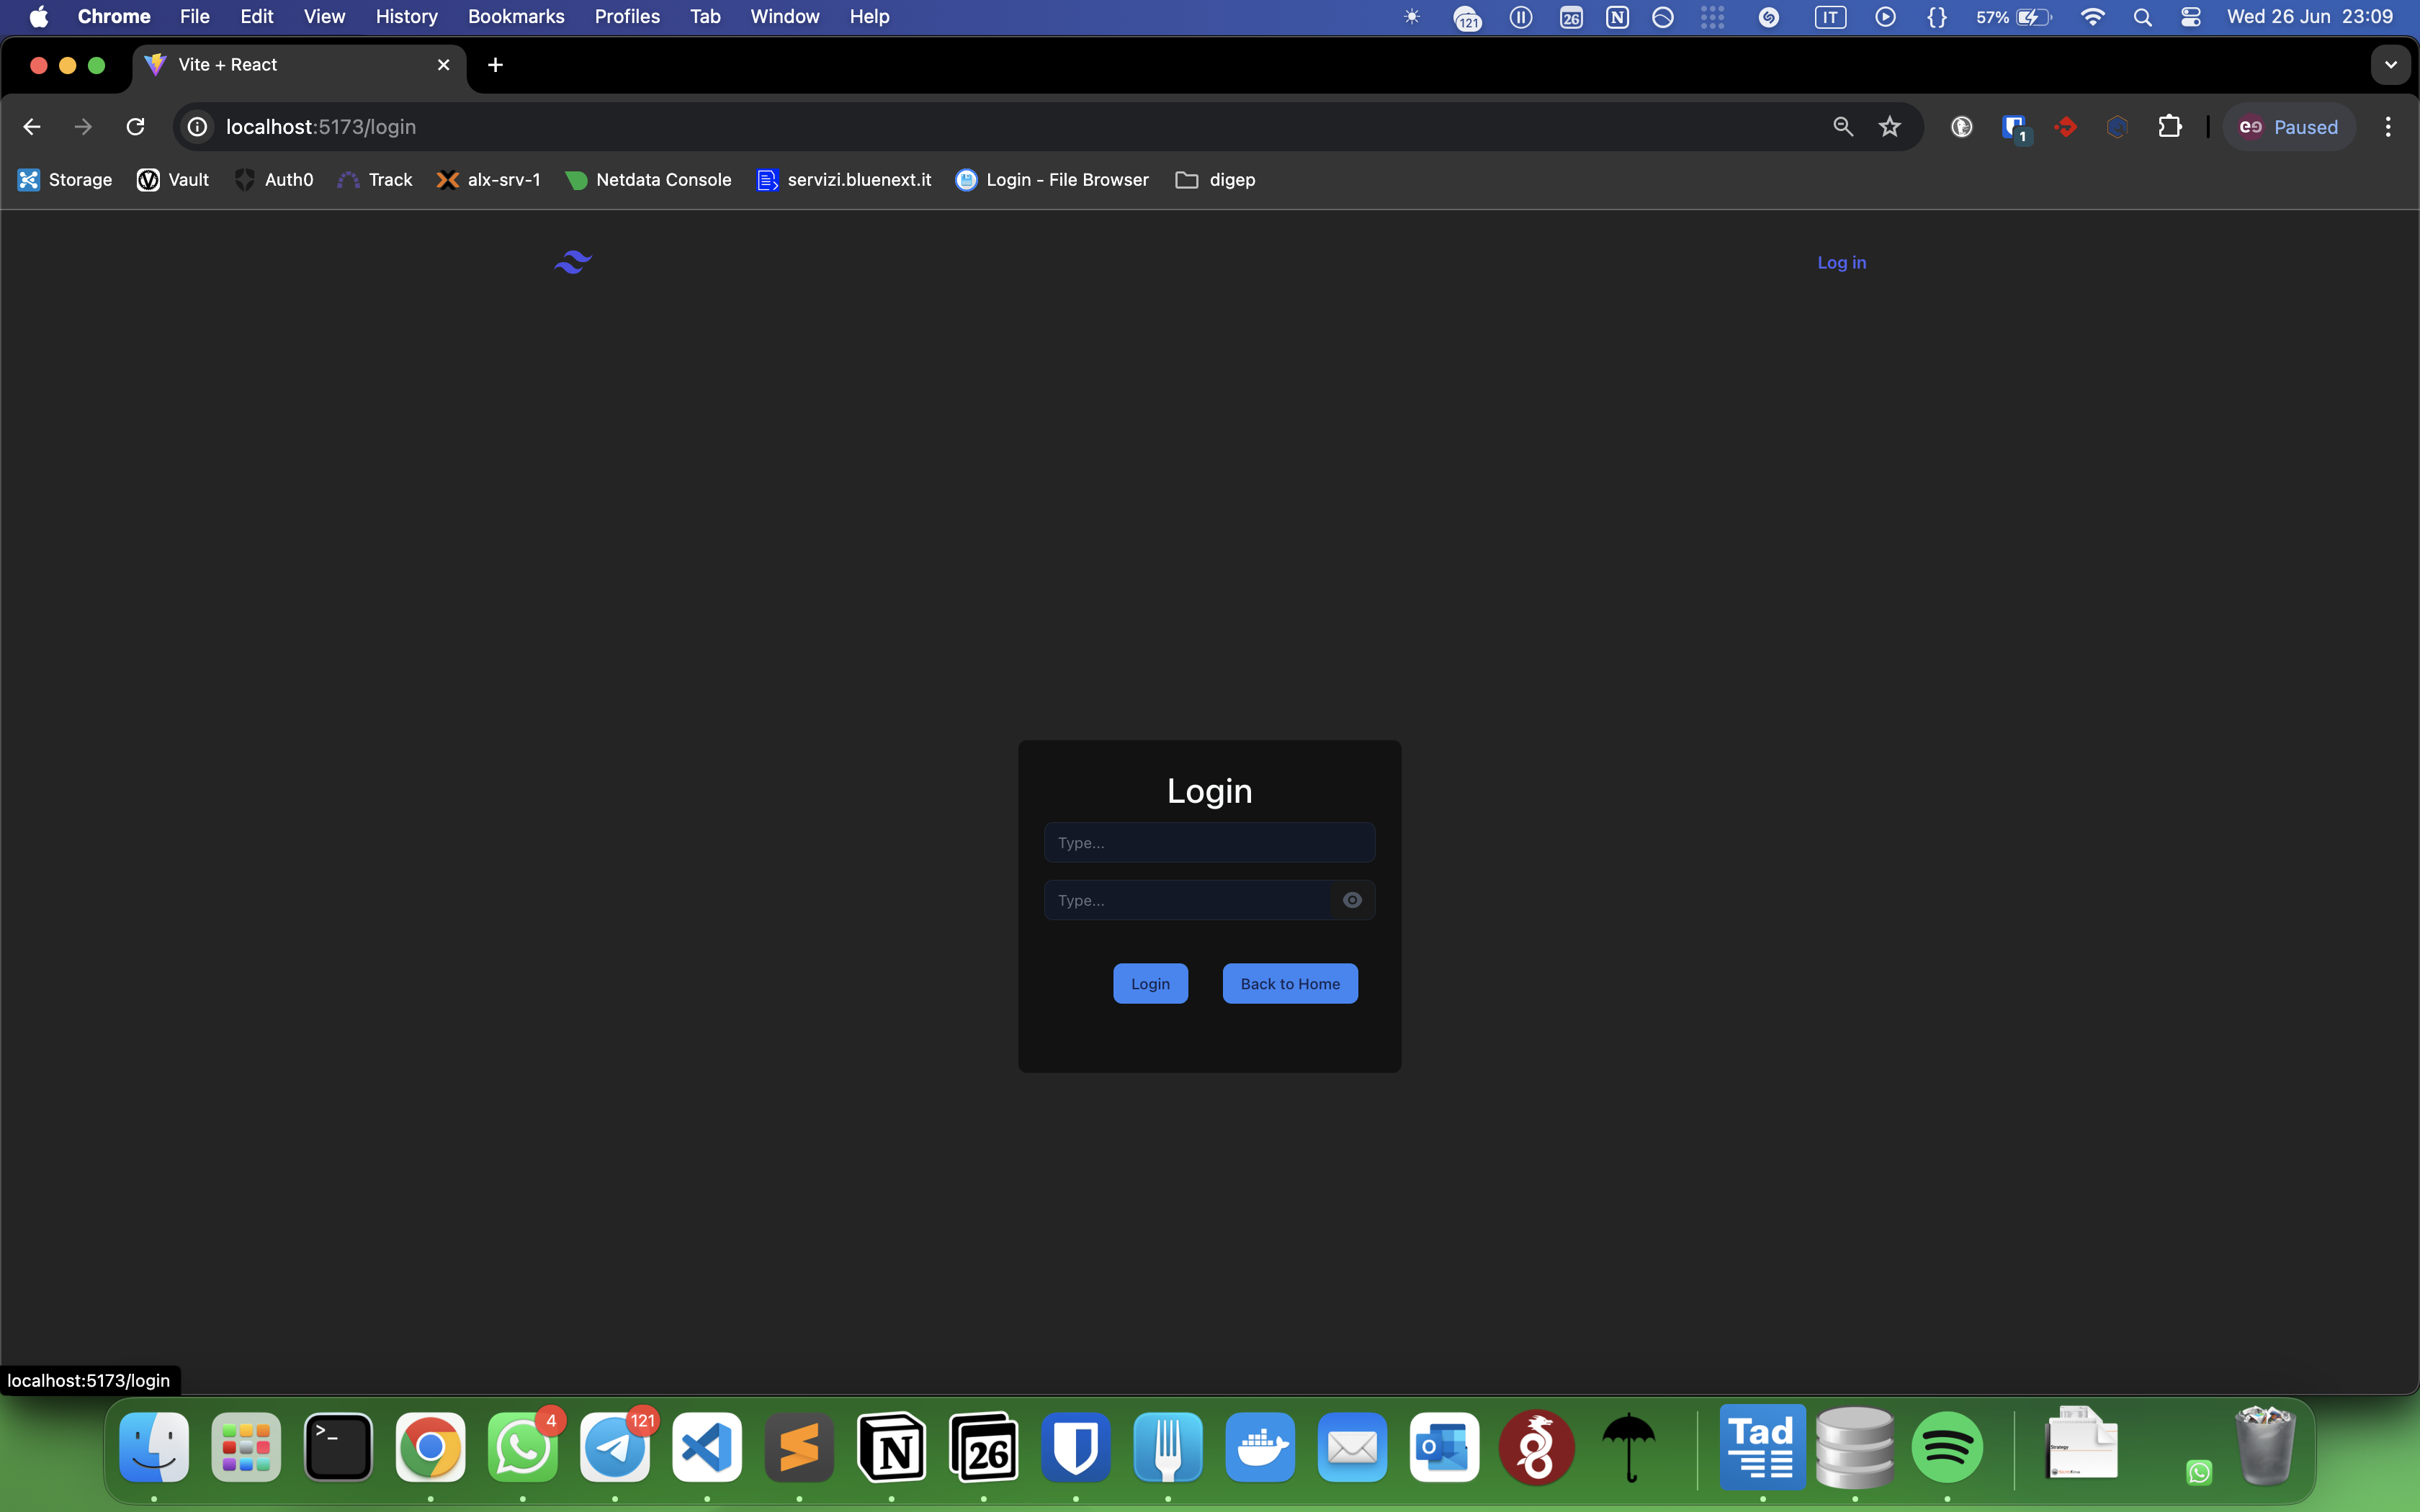 Chrome File Edit View History Bookmarks Profiles Tab Window Help 121 26 N IT {} 57% Wed 26 Jun 23:09
Vite + React
localhost:5173/login
1
Paused
Storage Vault Auth0 Track alx-srv-1 Netdata Console servizi.bluenext.it Login - File Browser digep
Log in
Login
Type...
Type...
Login Back to Home
localhost:5173/login
>_ 4 121 N 26 Tad
Strategy